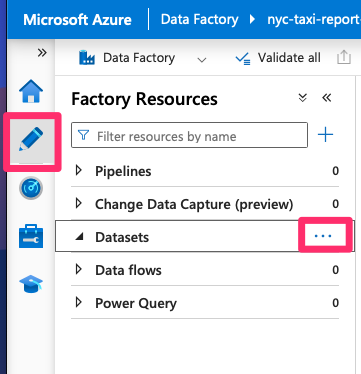 Microsoft Azure Data Factory nyc-taxi-report
Data Factory Validate all
Factory Resources
Filter resources by name
Pipelines 0
Change Data Capture (preview) 0
Datasets
Data flows 0
Power Query 0